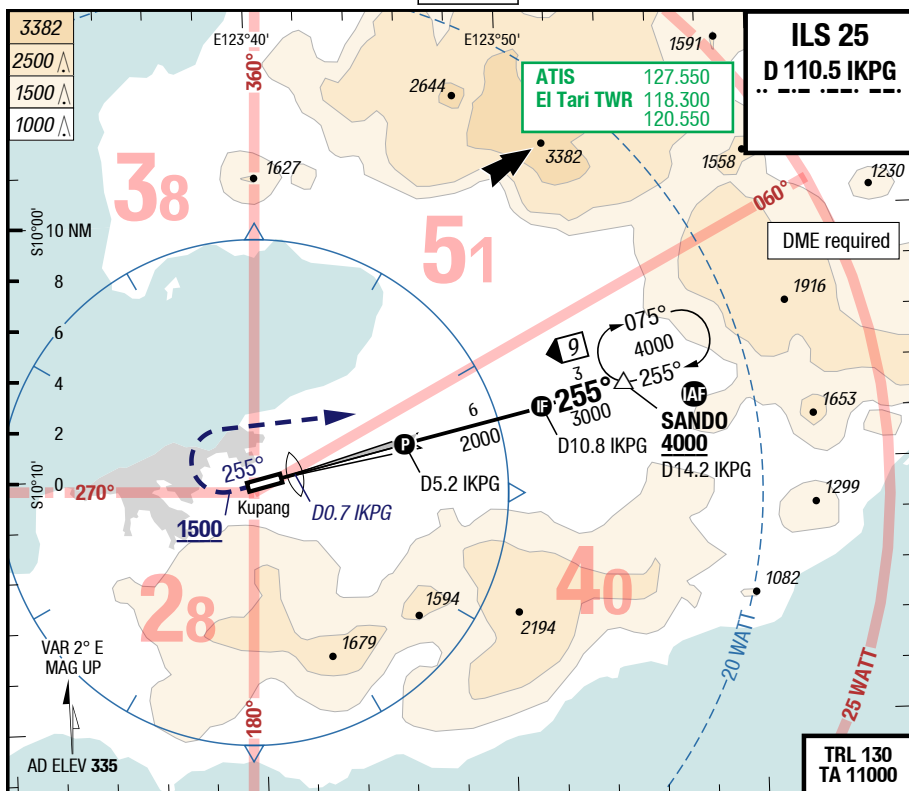 3382
2500
1500
1000
E123°40'
E123°50'
1591
ILS 25
D 110.5 IKPG
ATIS 127.550
El Tari TWR 118.300
120.550
360°
2644
3382
1558
1230
1627
38
060°
51
S10°00'
10 NM
DME required
8
1916
6
9
075°
4000
255°
4
3
255°
3000
IF
IAF
SANDO
4000
D14.2 IKPG
1653
6
2000
D10.8 IKPG
2
P
D5.2 IKPG
255°
S10°10'
0
270°
Kupang
D0.7 IKPG
1500
1299
28
40
1082
1594
2194
1679
VAR 2° E
MAG UP
20 WATT
25 WATT
180°
AD ELEV 335
TRL 130
TA 11000